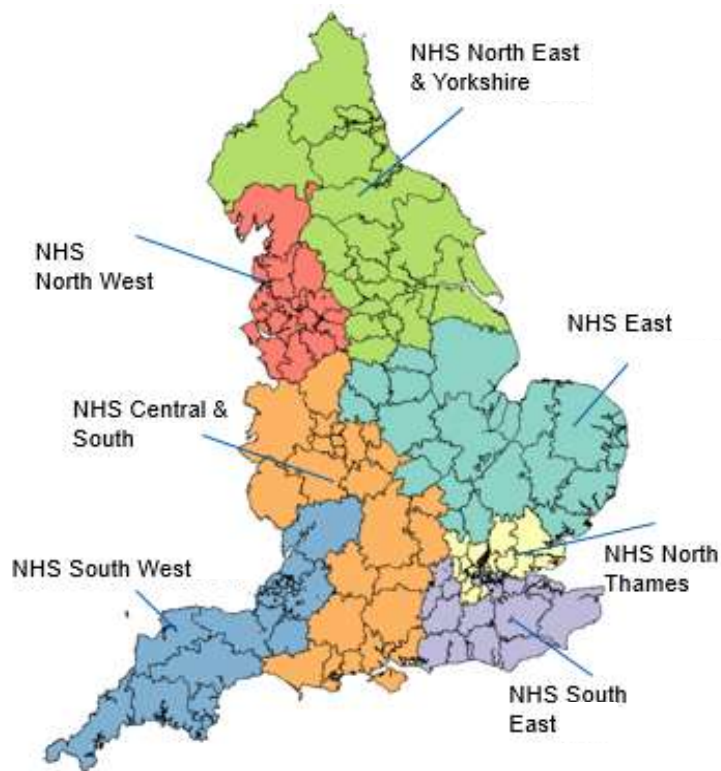 NHS North East
& Yorkshire
NHS
North West
NHS East
NHS Central &
South
NHS North
Thames
NHS South West
NHS South
East